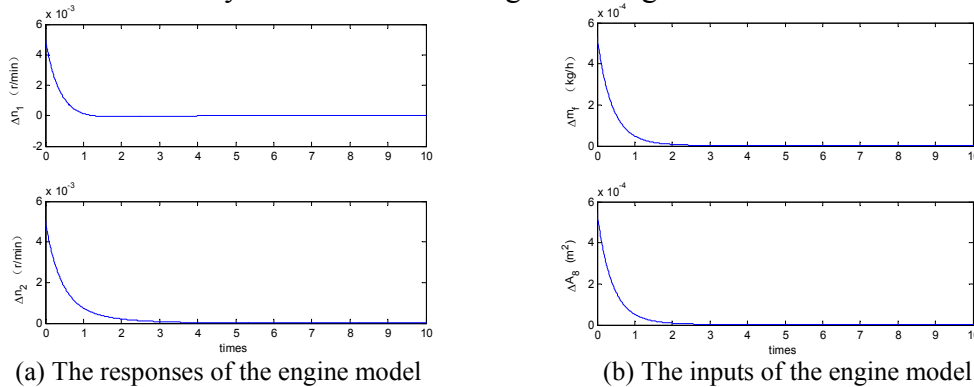 x 10^-3
6
4
2
0
-2
Δn1 (r/min)
0 1 2 3 4 5 6 7 8 9 10
x 10^-3
6
4
2
0
Δn2 (r/min)
0 1 2 3 4 5 6 7 8 9 10
times
(a) The responses of the engine model
x 10^-4
6
4
2
0
Δmf (kg/h)
0 1 2 3 4 5 6 7 8 9 10
x 10^-4
6
4
2
0
ΔA8 (m²)
0 1 2 3 4 5 6 7 8 9 10
times
(b) The inputs of the engine model